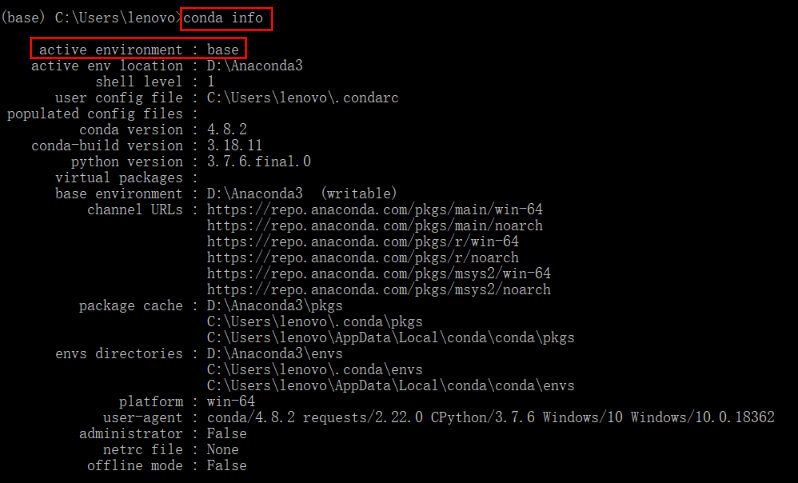 (base) C:\Users\lenovo>conda info
active environment : base
active env location : D:\Anaconda3
shell level : 1
user config file : C:\Users\lenovo\.condarc
populated config files :
conda version : 4.8.2
conda-build version : 3.18.11
python version : 3.7.6.final.0
virtual packages :
base environment : D:\Anaconda3  (writable)
channel URLs : https://repo.anaconda.com/pkgs/main/win-64
https://repo.anaconda.com/pkgs/main/noarch
https://repo.anaconda.com/pkgs/r/win-64
https://repo.anaconda.com/pkgs/r/noarch
https://repo.anaconda.com/pkgs/msys2/win-64
https://repo.anaconda.com/pkgs/msys2/noarch
package cache : D:\Anaconda3\pkgs
C:\Users\lenovo\.conda\pkgs
C:\Users\lenovo\AppData\Local\conda\conda\pkgs
envs directories : D:\Anaconda3\envs
C:\Users\lenovo\.conda\envs
C:\Users\lenovo\AppData\Local\conda\conda\envs
platform : win-64
user-agent : conda/4.8.2 requests/2.22.0 CPython/3.7.6 Windows/10 Windows/10.0.18362
administrator : False
netrc file : None
offline mode : False